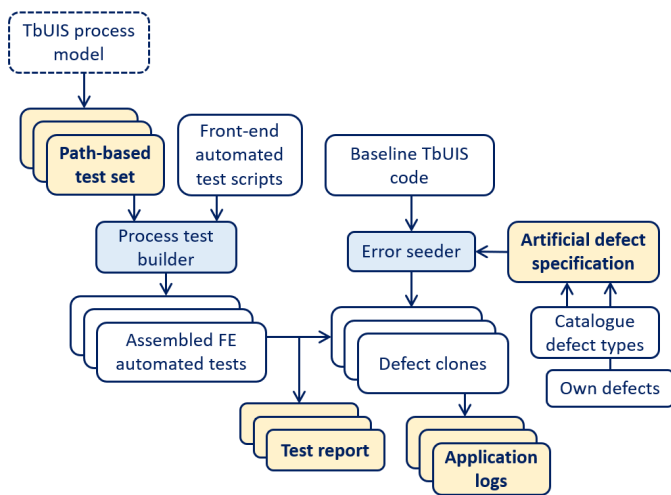 TbUIS process
model
Path-based
test set
Front-end
automated
test scripts
Baseline TbUIS
code
Process test
builder
Error seeder
Artificial defect
specification
Assembled FE
automated tests
Defect clones
Catalogue
defect types
Own defects
Test report
Application
logs